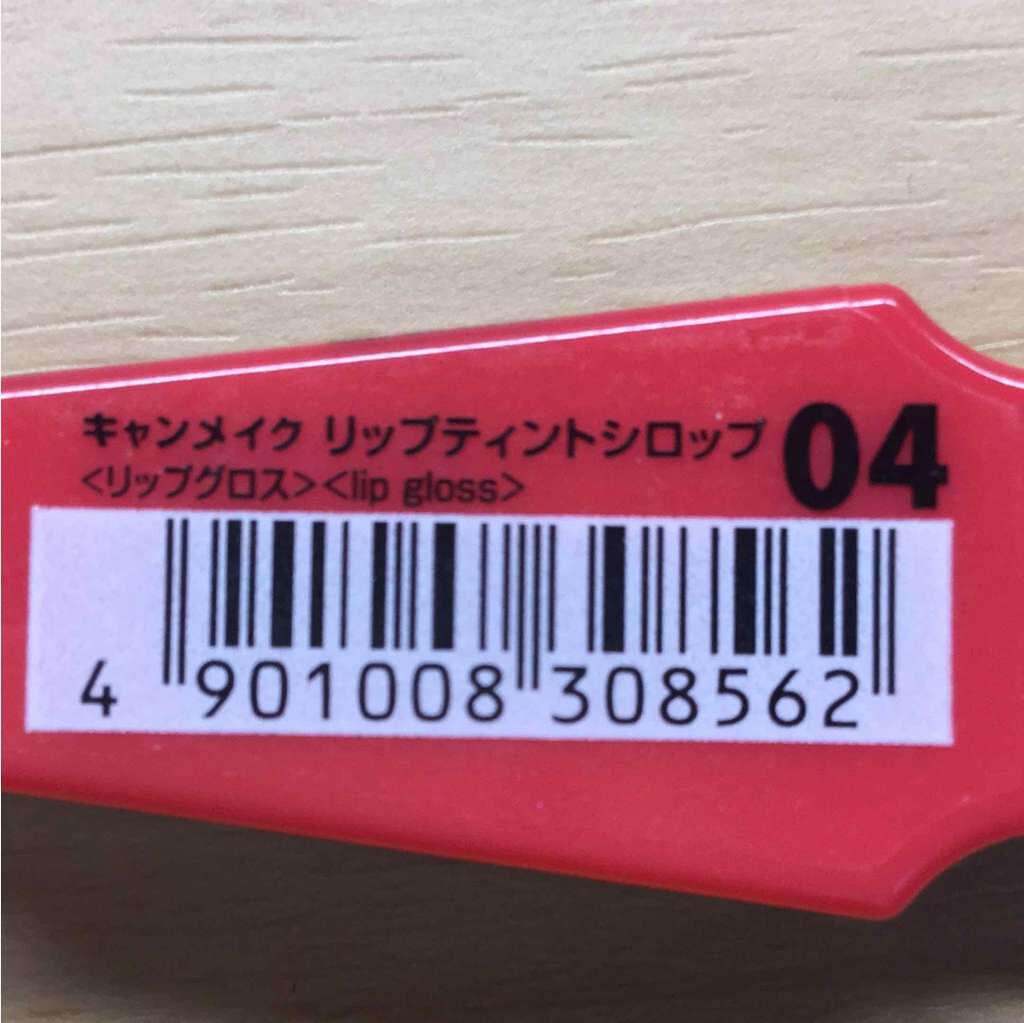 キャンメイク リップティントシロップ 04
<リップグロス><lip gloss>
4 901008 308562